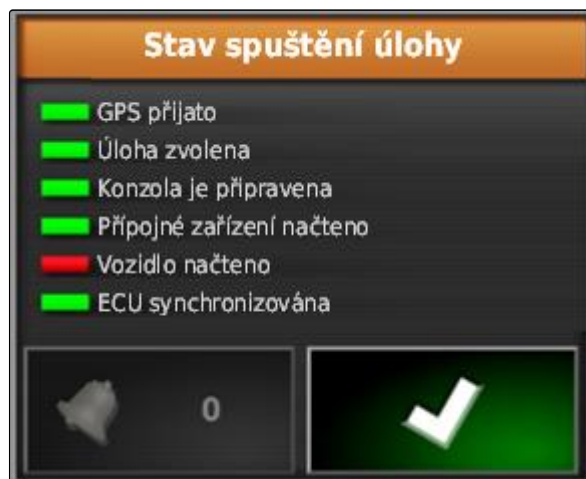 Stav spuštění úlohy
GPS přijato
Úloha zvolena
Konzola je připravena
Přípojné zařízení načteno
Vozidlo načteno
ECU synchronizována
0